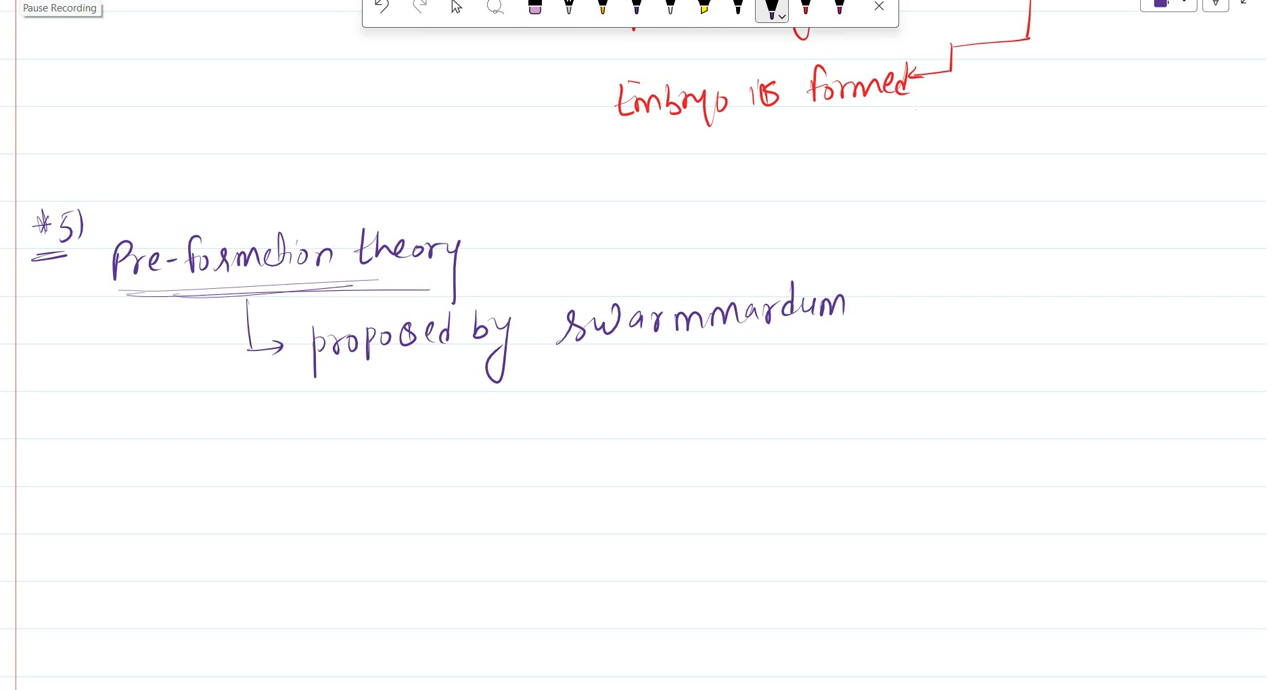 Pause Recording
Embryo is formed
*5)
Pre-formation theory
proposed by swarmmardum